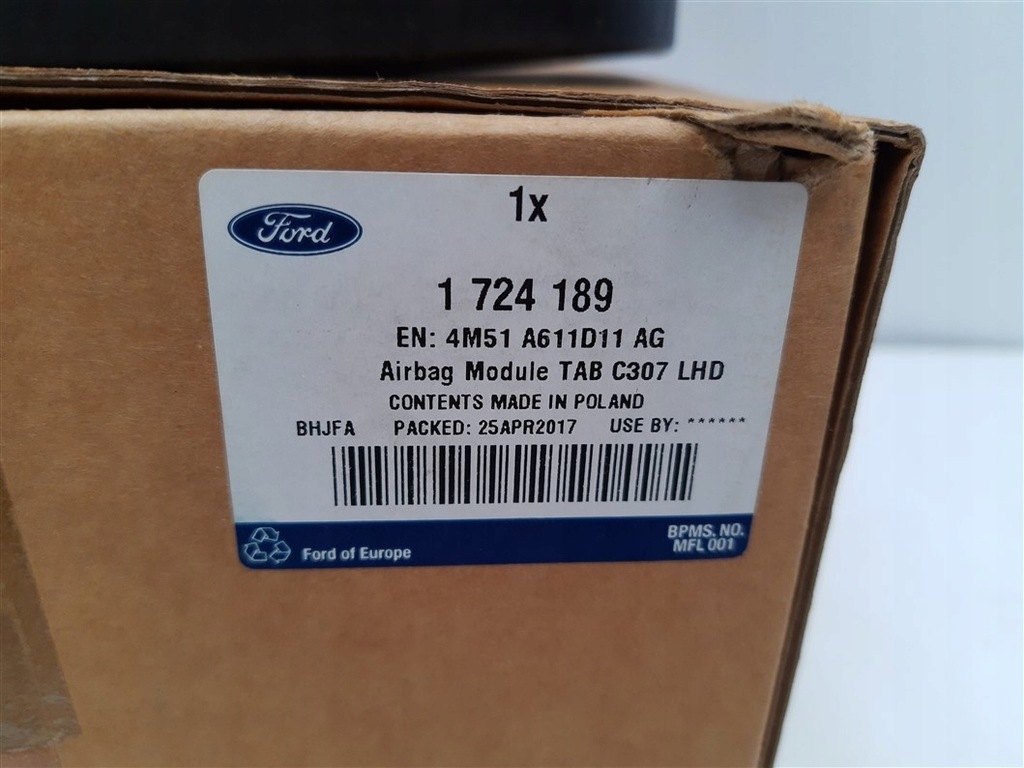 1x
Ford
1 724 189
EN: 4M51 A611D11 AG
Airbag Module TAB C307 LHD
CONTENTS MADE IN POLAND
BHJFA PACKED: 25APR2017 USE BY: ******
Ford of Europe
BPMS. NO.
MFL 001